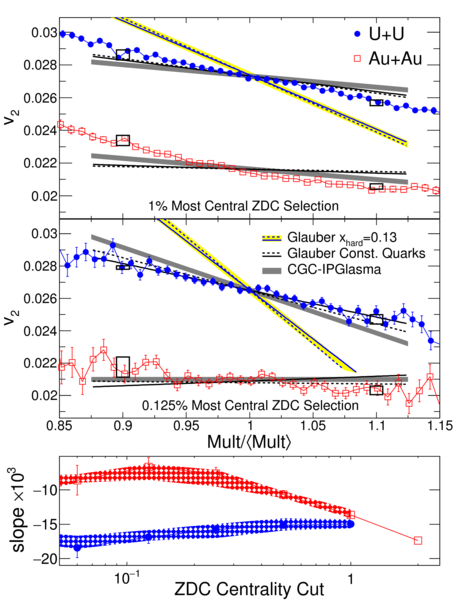 0.03
0.028
0.026
0.024
0.022
0.02
v2
U+U
Au+Au
1% Most Central ZDC Selection
0.03
0.028
0.026
0.024
0.022
0.02
v2
Glauber xhard=0.13
Glauber Const. Quarks
CGC-IPGlasma
0.125% Most Central ZDC Selection
0.85 0.9 0.95 1 1.05 1.1 1.15
Mult/⟨Mult⟩
−10
−15
−20
slope ×10³
10⁻¹ 1
ZDC Centrality Cut